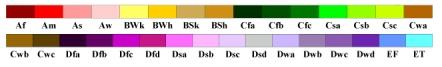 Af Am As Aw BWk BWh BSk BSh Cfa Cfb Cfc Csa Csb Csc Cwa
Cwb Cwc Dfa Dfb Dfc Dfd Dsa Dsb Dsc Dsd Dwa Dwb Dwc Dwd EF ET